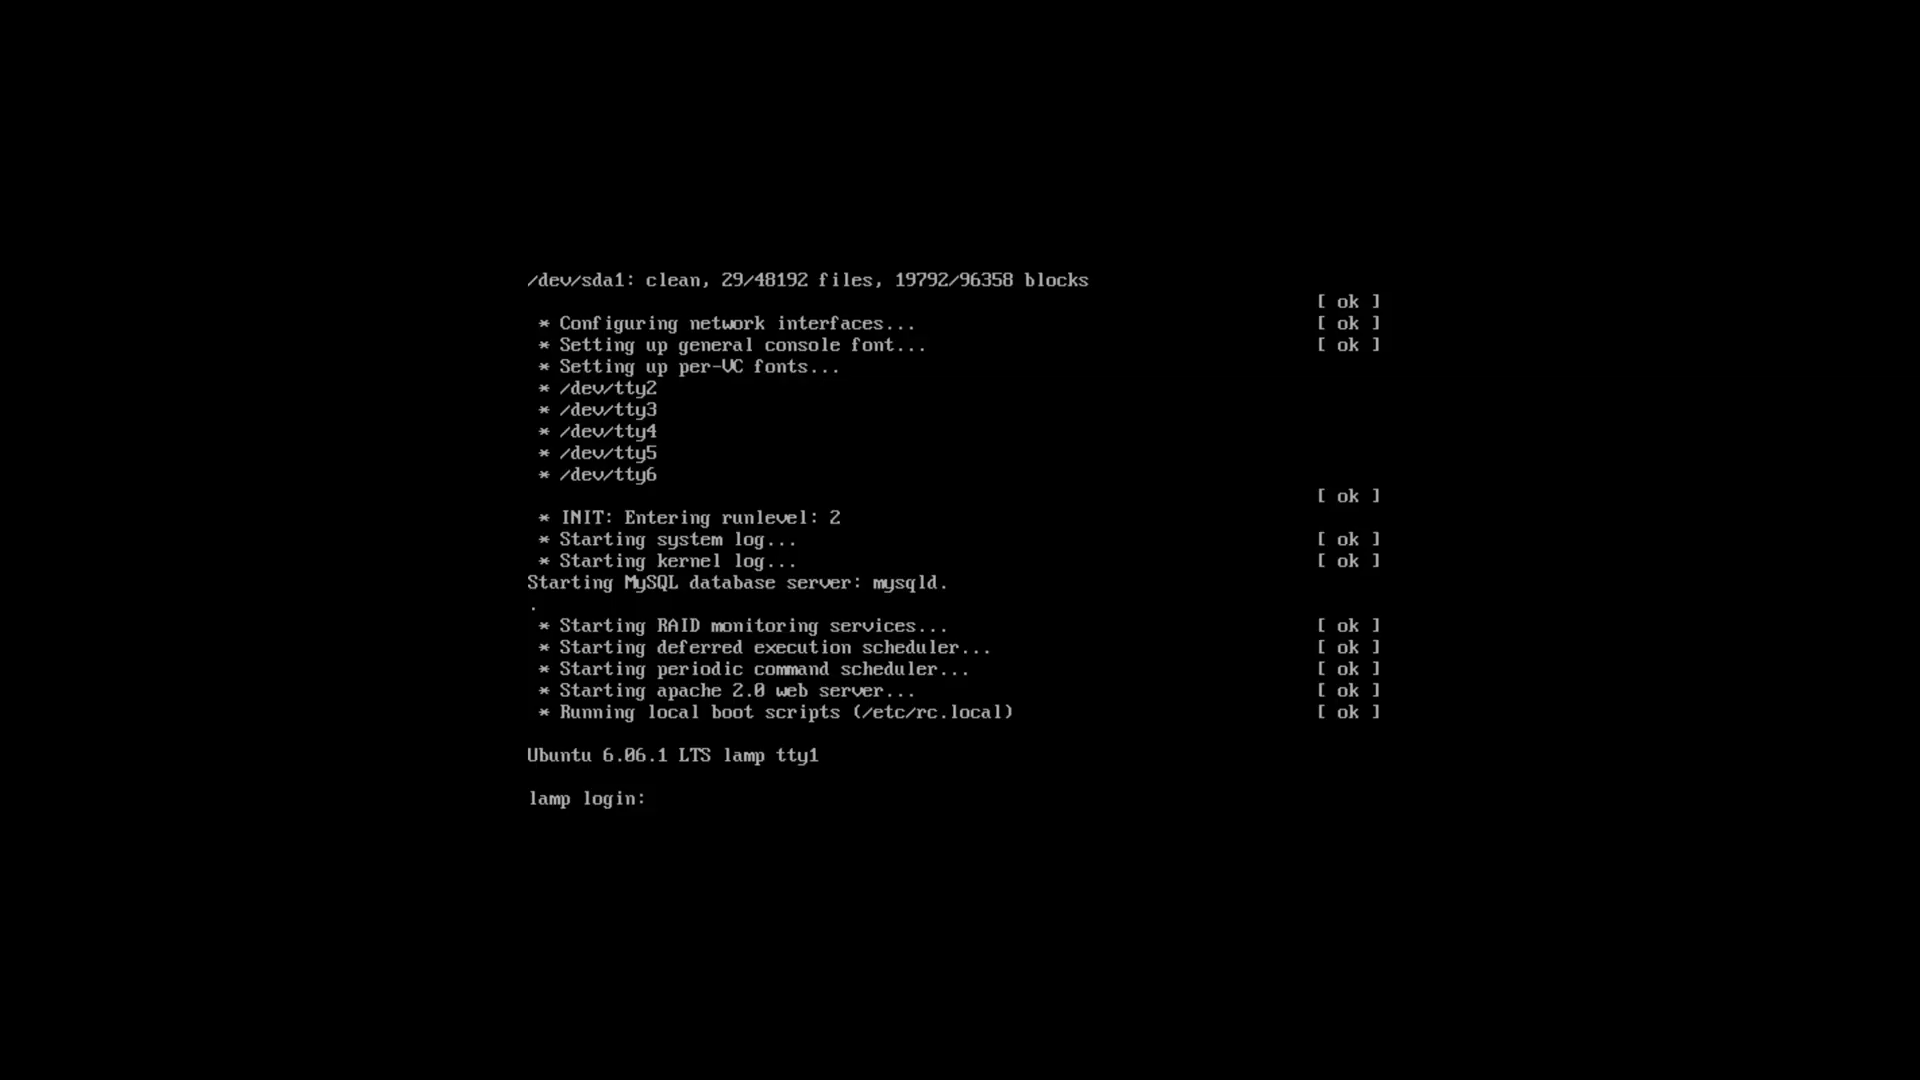 /dev/sda1: clean, 29/48192 files, 19792/96358 blocks
[ ok ]
* Configuring network interfaces... [ ok ]
* Setting up general console font... [ ok ]
* Setting up per-VC fonts...
* /dev/tty2
* /dev/tty3
* /dev/tty4
* /dev/tty5
* /dev/tty6
[ ok ]
* INIT: Entering runlevel: 2
* Starting system log... [ ok ]
* Starting kernel log... [ ok ]
Starting MySQL database server: mysqld.
.
* Starting RAID monitoring services... [ ok ]
* Starting deferred execution scheduler... [ ok ]
* Starting periodic command scheduler... [ ok ]
* Starting apache 2.0 web server... [ ok ]
* Running local boot scripts (/etc/rc.local) [ ok ]
Ubuntu 6.06.1 LTS lamp tty1
lamp login: